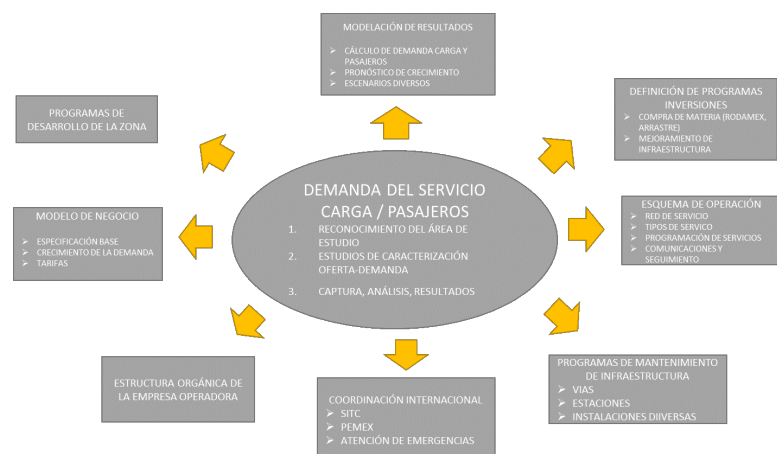 MODELACIÓN DE RESULTADOS
➢ CÁLCULO DE DEMANDA CARGA Y
PASAJEROS
➢ PRONÓSTICO DE CRECIMIENTO
➢ ESCENARIOS DIVERSOS
PROGRAMAS DE
DESARROLLO DE LA ZONA
DEFINICIÓN DE PROGRAMAS
INVERSIONES
➢ COMPRA DE MATERIA (RODAMEX,
ARRASTRE)
➢ MEJORAMIENTO DE
INFRAESTRUCTURA
DEMANDA DEL SERVICIO
CARGA / PASAJEROS
1. RECONOCIMIENTO DEL ÁREA DE
ESTUDIO
2. ESTUDIOS DE CARACTERIZACIÓN
OFERTA-DEMANDA
3. CAPTURA, ANÁLISIS, RESULTADOS
MODELO DE NEGOCIO
➢ ESPECIFICACIÓN BASE
➢ CRECIMIENTO DE LA DEMANDA
➢ TARIFAS
ESQUEMA DE OPERACIÓN
➢ RED DE SERVICIO
➢ TIPOS DE SERVICO
➢ PROGRAMACIÓN DE SERVICIOS
➢ COMUNICACIONES Y
SEGUIMIENTO
ESTRUCTURA ORGÁNICA DE
LA EMPRESA OPERADORA
COORDINACIÓN INTERNACIONAL
➢ SITC
➢ PEMEX
➢ ATENCIÓN DE EMERGENCIAS
PROGRAMAS DE MANTENIMIENTO
DE INFRAESTRUCTURA
➢ VIAS
➢ ESTACIONES
➢ INSTALACIONES DIIVERSAS